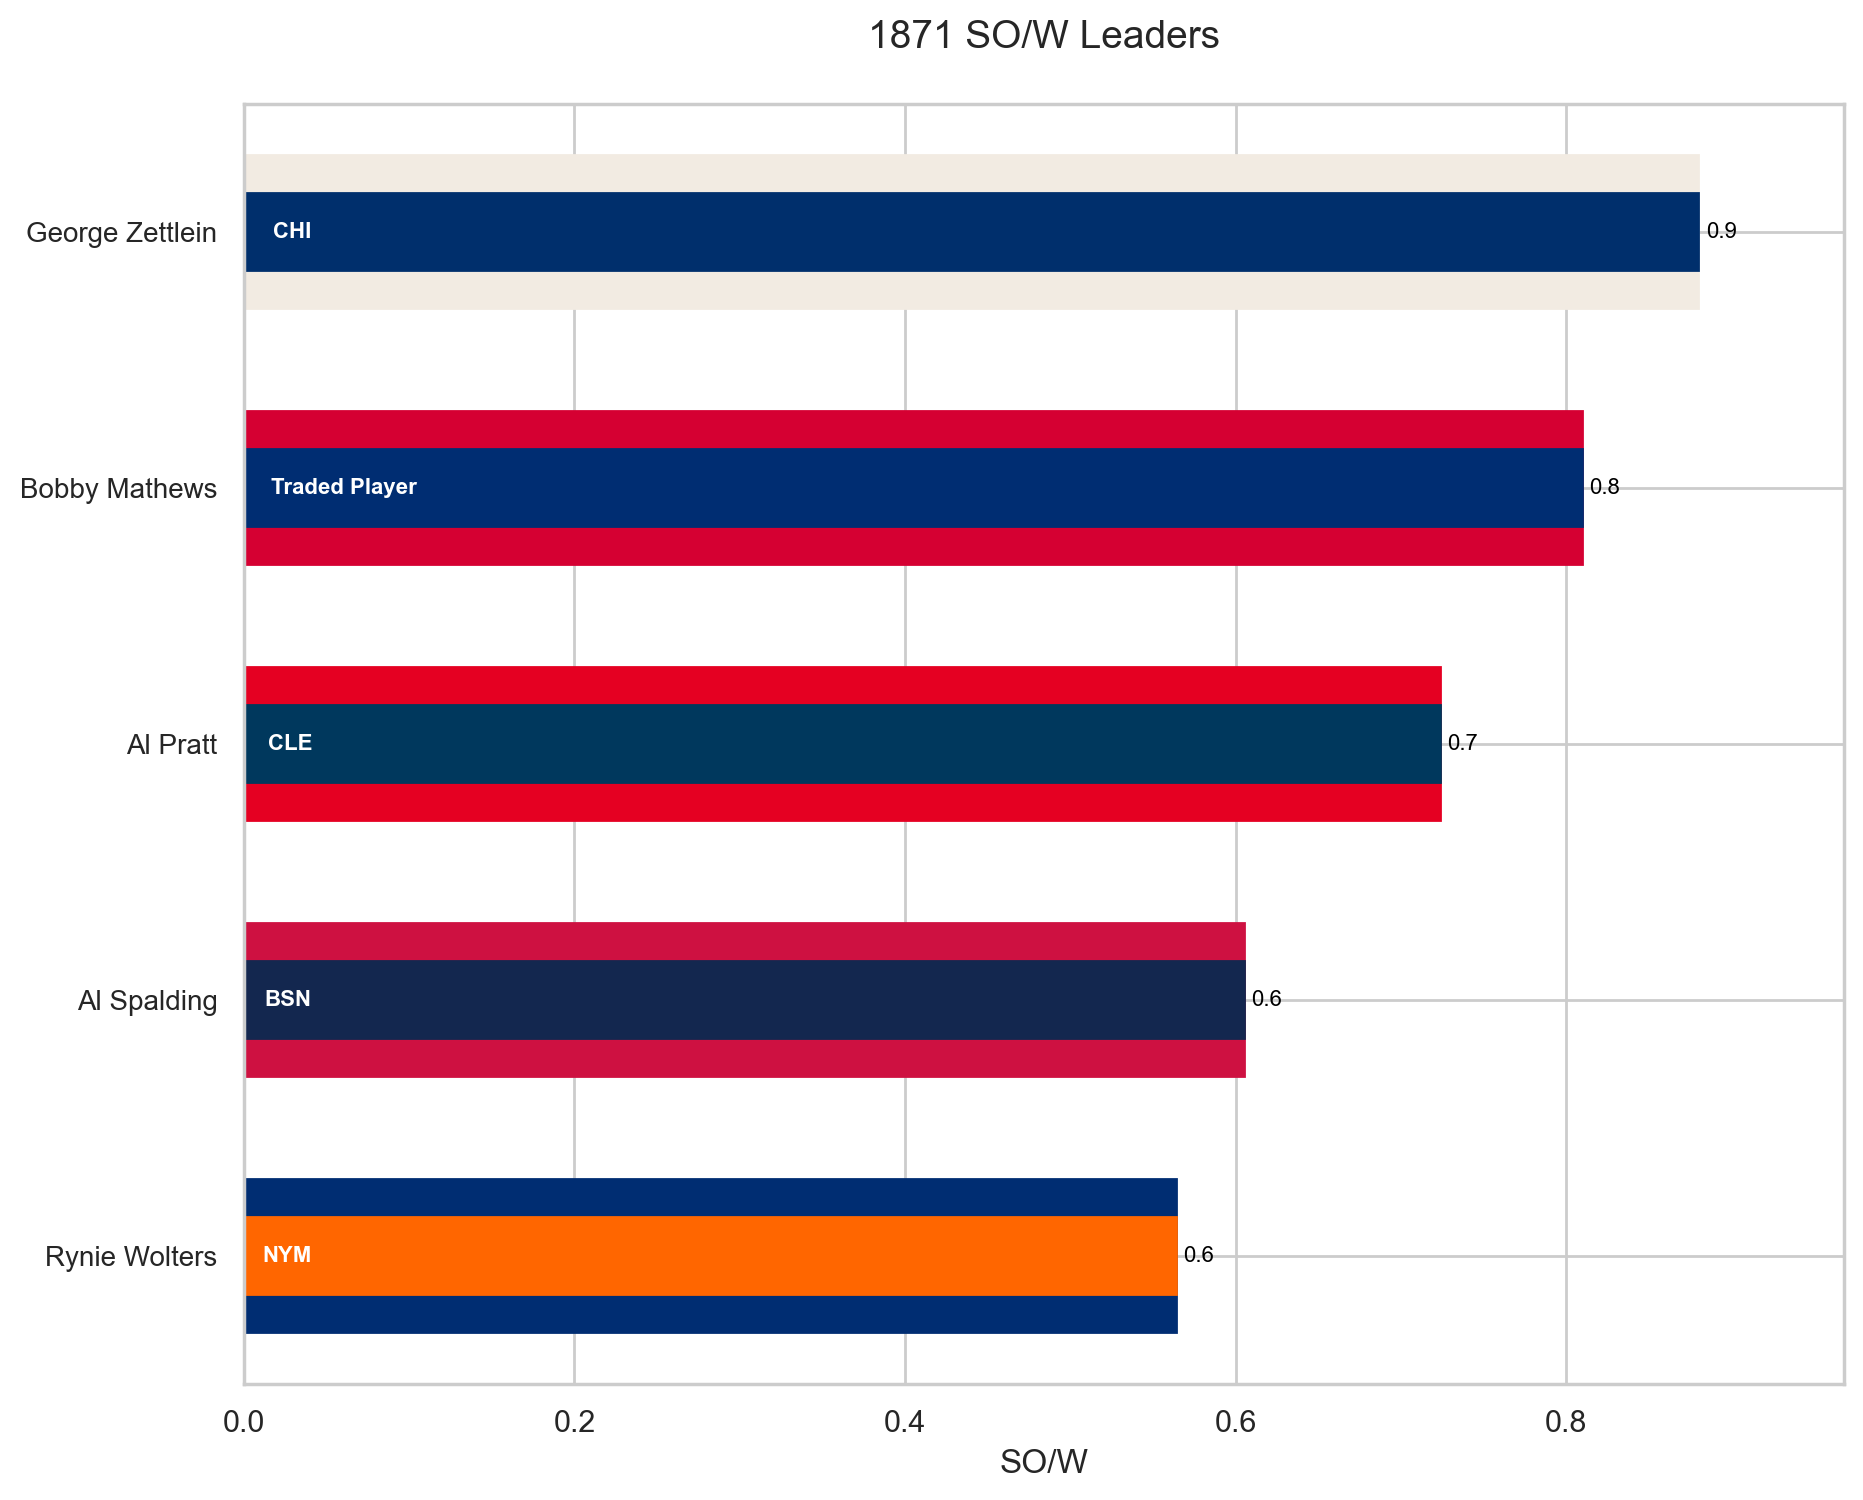 1871 SO/W Leaders
George Zettlein
CHI
0.9
Bobby Mathews
Traded Player
0.8
Al Pratt
CLE
0.7
Al Spalding
BSN
0.6
Rynie Wolters
NYM
0.6
0.0 0.2 0.4 0.6 0.8
SO/W